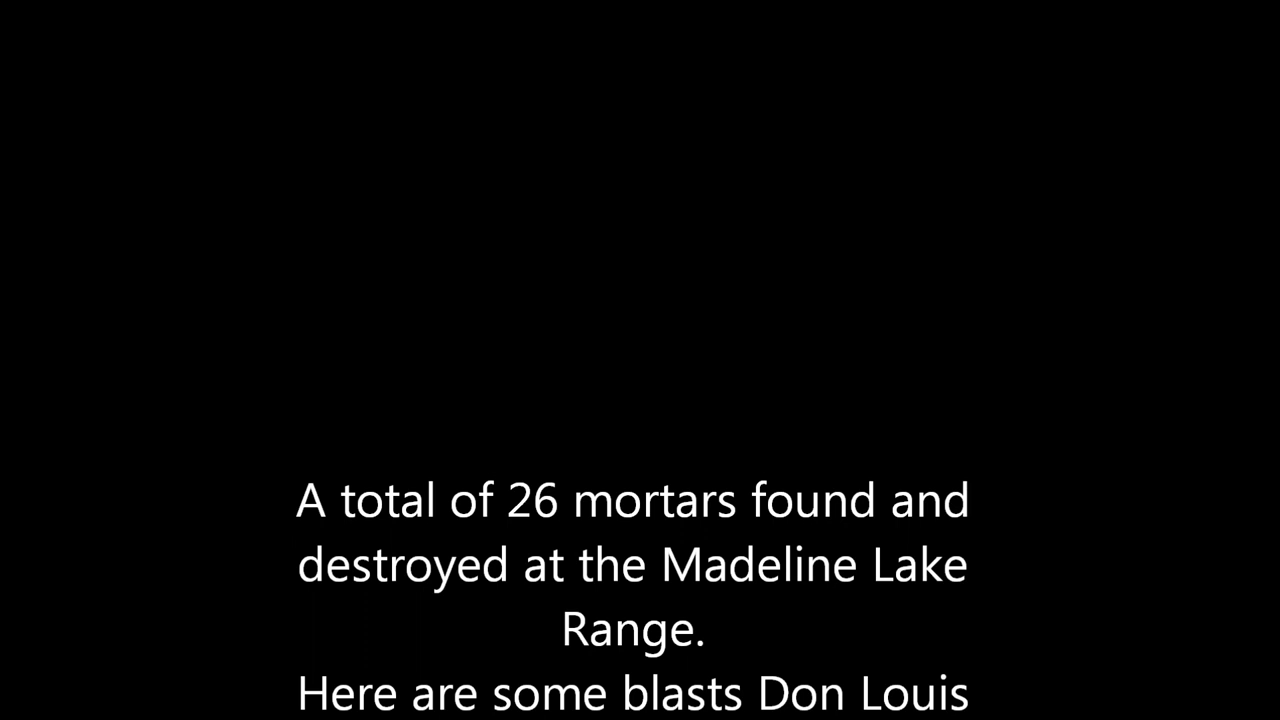 A total of 26 mortars found and
destroyed at the Madeline Lake
Range.
Here are some blasts Don Louis